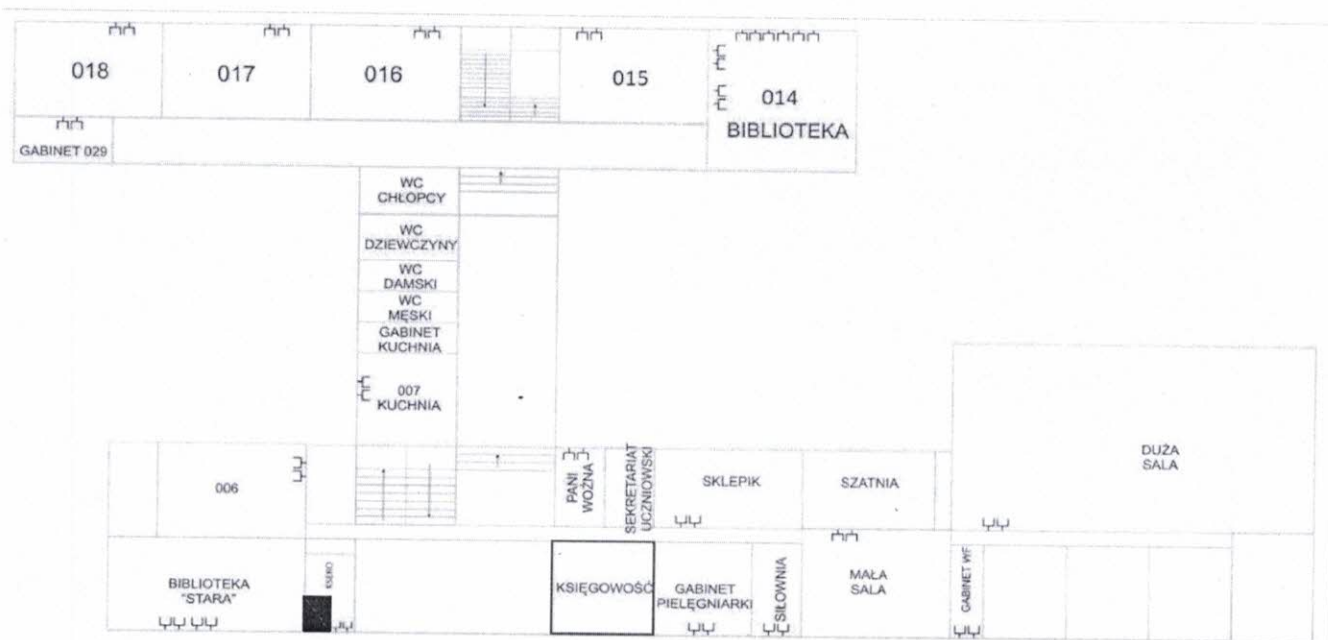 018
017
016
015
014
BIBLIOTEKA
GABINET 029
WC
CHŁOPCY
WC
DZIEWCZYNY
WC
DAMSKI
WC
MĘSKI
GABINET
KUCHNIA
007
KUCHNIA
006
PANI
WOŹNA
SEKRETARIAT
UCZNIOWSKI
SKLEPIK
SZATNIA
DUŻA
SALA
BIBLIOTEKA
"STARA"
KSERO
KSIĘGOWOŚĆ
GABINET
PIELĘGNIARKI
SIŁOWNIA
MAŁA
SALA
GABINET WF